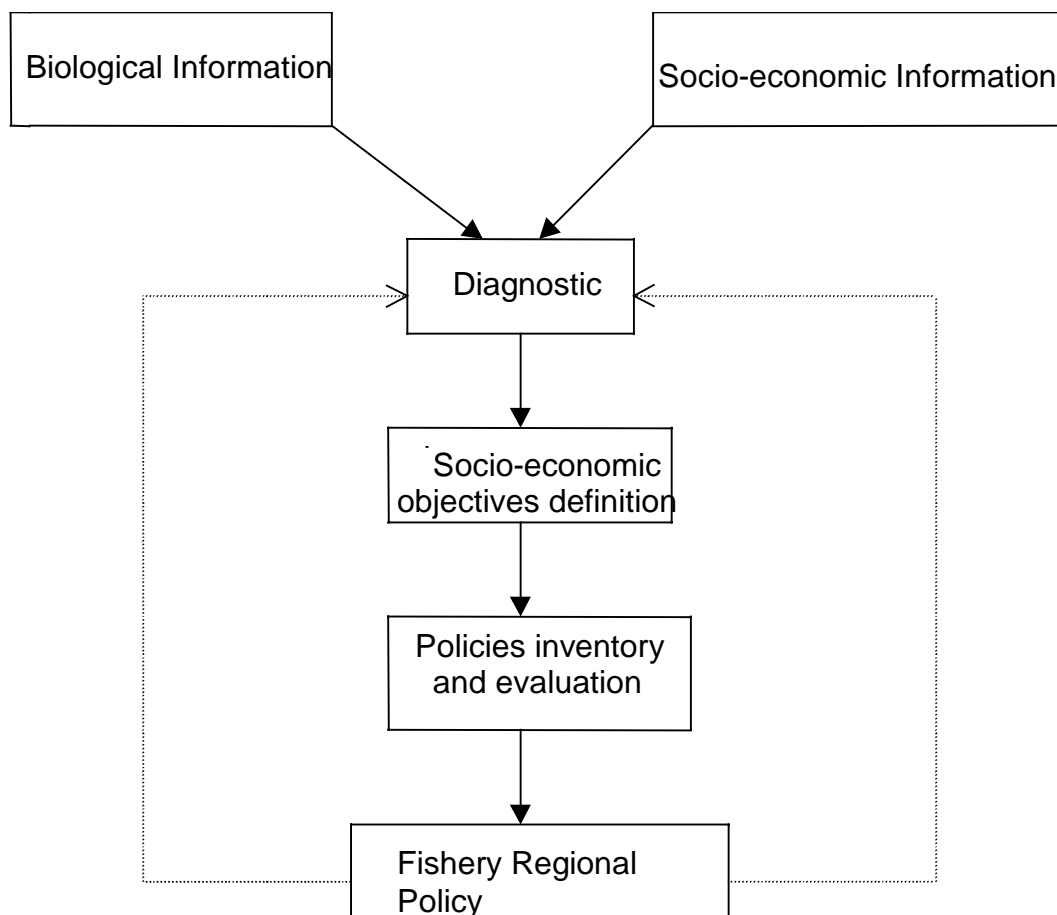 Biological Information
Socio-economic Information
Diagnostic
Socio-economic
objectives definition
Policies inventory
and evaluation
Fishery Regional
Policy